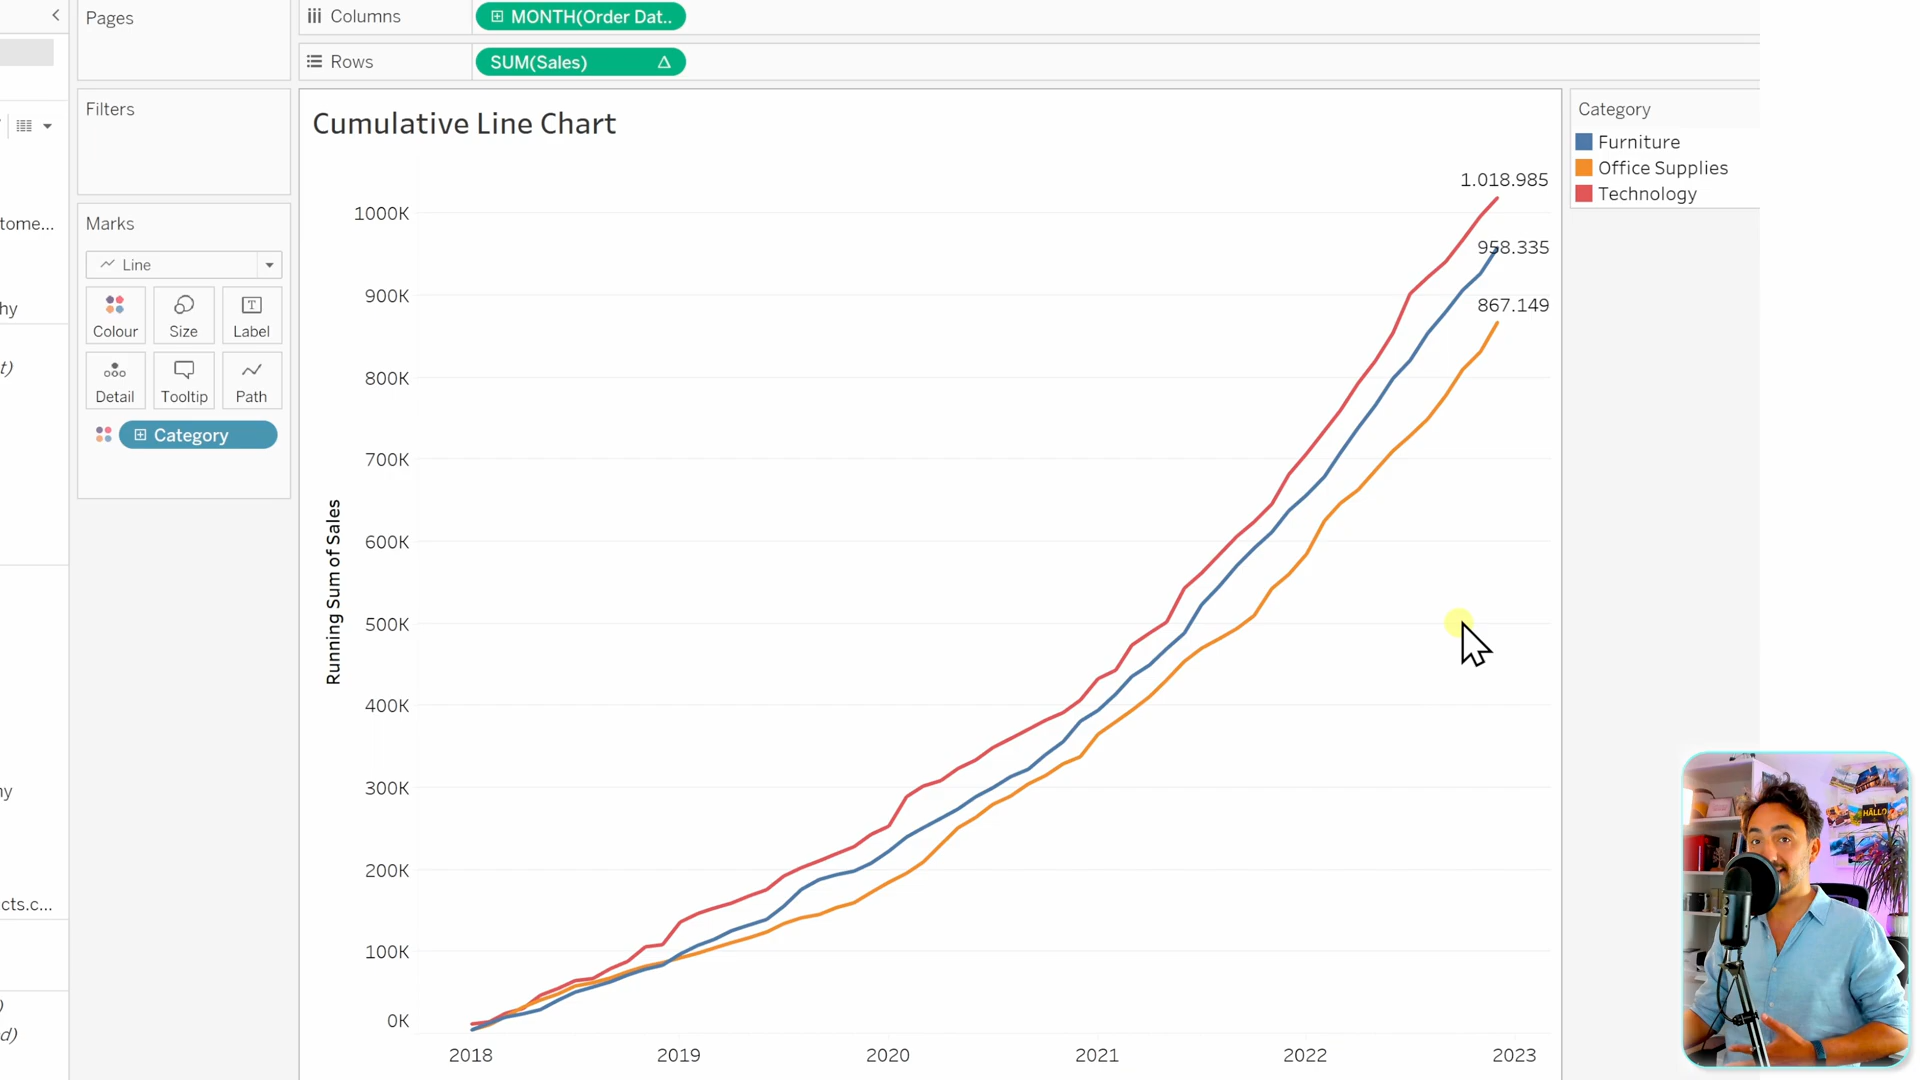 Pages
Columns
MONTH(Order Dat..
Rows
SUM(Sales) Δ
Filters
Marks
Line
Colour
Size
Label
Detail
Tooltip
Path
Category
tome...
hy
t)
ny
cts.c...
)
d)
Cumulative Line Chart
Running Sum of Sales
1000K
900K
800K
700K
600K
500K
400K
300K
200K
100K
0K
2018
2019
2020
2021
2022
2023
1.018.985
958.335
867.149
Category
Furniture
Office Supplies
Technology
HALLO